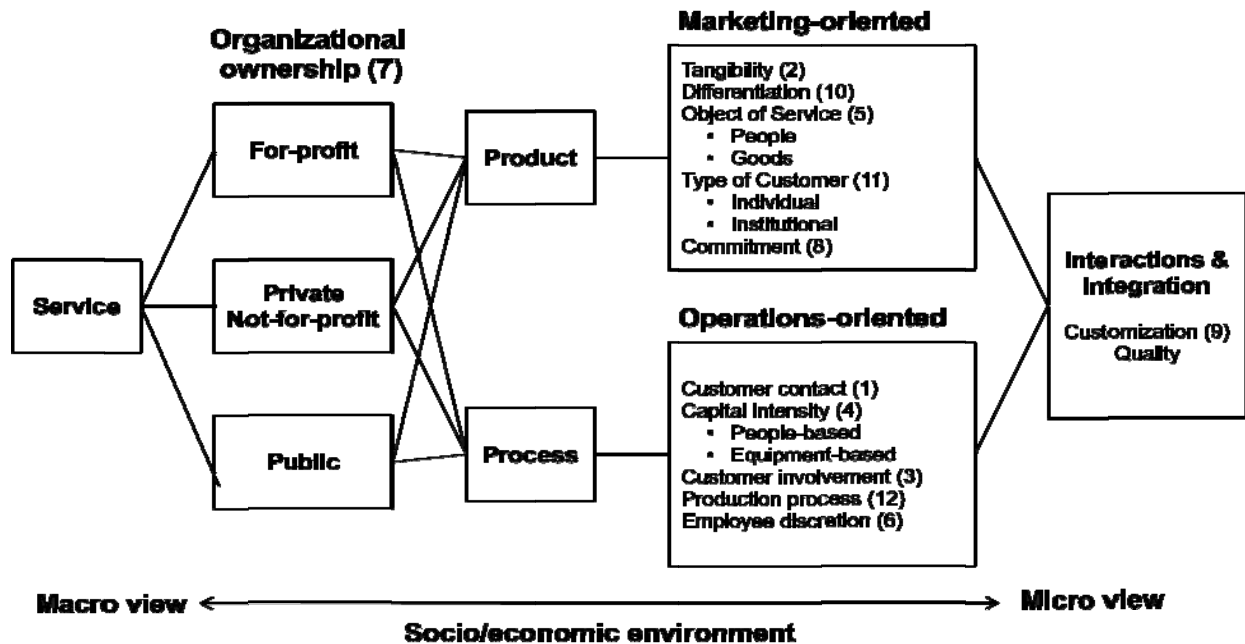 Organizational
ownership (7)
Marketing-oriented
Service
For-profit
Private
Not-for-profit
Public
Product
Process
Tangibility (2)
Differentiation (10)
Object of Service (5)
▪ People
▪ Goods
Type of Customer (11)
▪ Individual
▪ Institutional
Commitment (8)
Operations-oriented
Customer contact (1)
Capital Intensity (4)
▪ People-based
▪ Equipment-based
Customer involvement (3)
Production process (12)
Employee discretion (6)
Interactions &
Integration
Customization (9)
Quality
Macro view
Micro view
Socio/economic environment